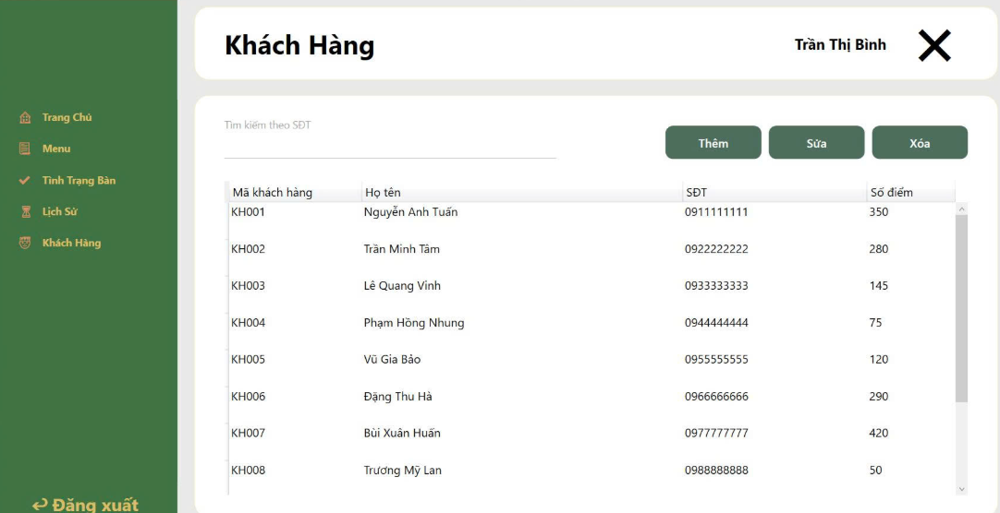 Khách Hàng
Trần Thị Bình
Trang Chủ
Menu
Tình Trạng Bàn
Lịch Sử
Khách Hàng
Đăng xuất
Tìm kiếm theo SĐT
Thêm Sửa Xóa
Mã khách hàng Họ tên SĐT Số điểm
KH001 Nguyễn Anh Tuấn 0911111111 350
KH002 Trần Minh Tâm 0922222222 280
KH003 Lê Quang Vinh 0933333333 145
KH004 Phạm Hồng Nhung 0944444444 75
KH005 Vũ Gia Bảo 0955555555 120
KH006 Đặng Thu Hà 0966666666 290
KH007 Bùi Xuân Huấn 0977777777 420
KH008 Trương Mỹ Lan 0988888888 50